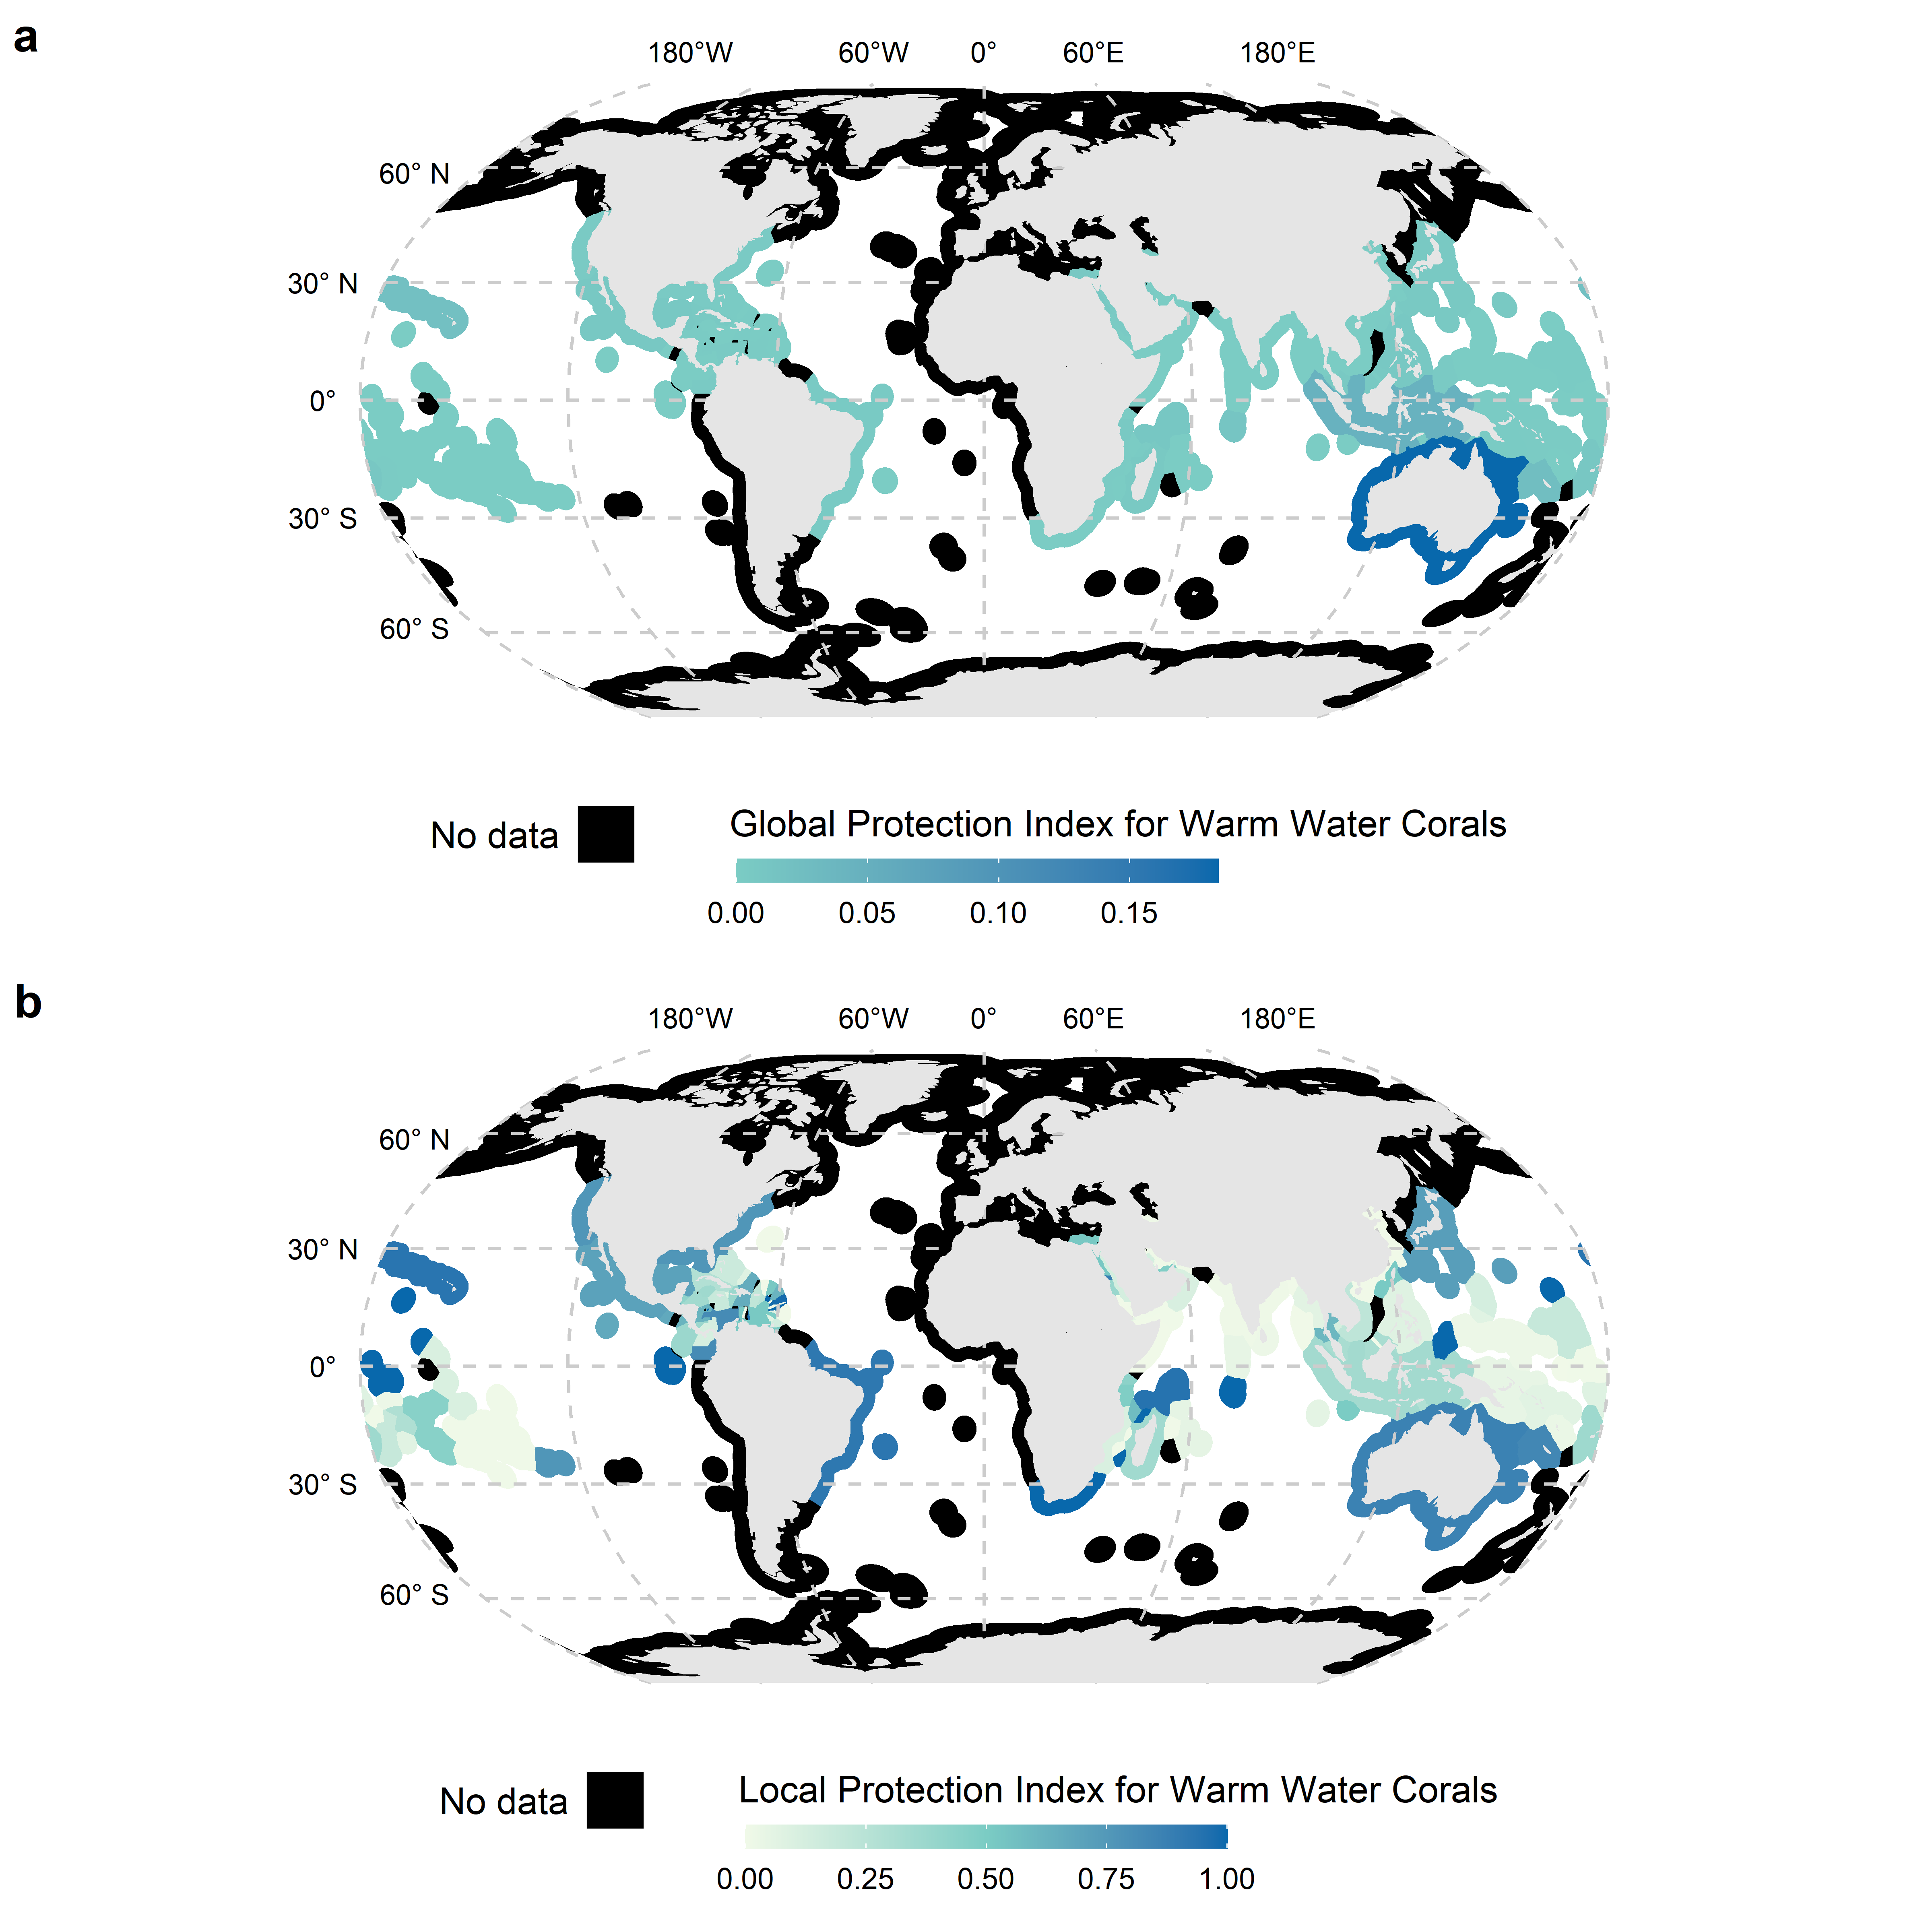 a
180°W 60°W 0° 60°E 180°E
60° N
30° N
0°
30° S
60° S
No data
Global Protection Index for Warm Water Corals
0.00 0.05 0.10 0.15
b
180°W 60°W 0° 60°E 180°E
60° N
30° N
0°
30° S
60° S
No data
Local Protection Index for Warm Water Corals
0.00 0.25 0.50 0.75 1.00